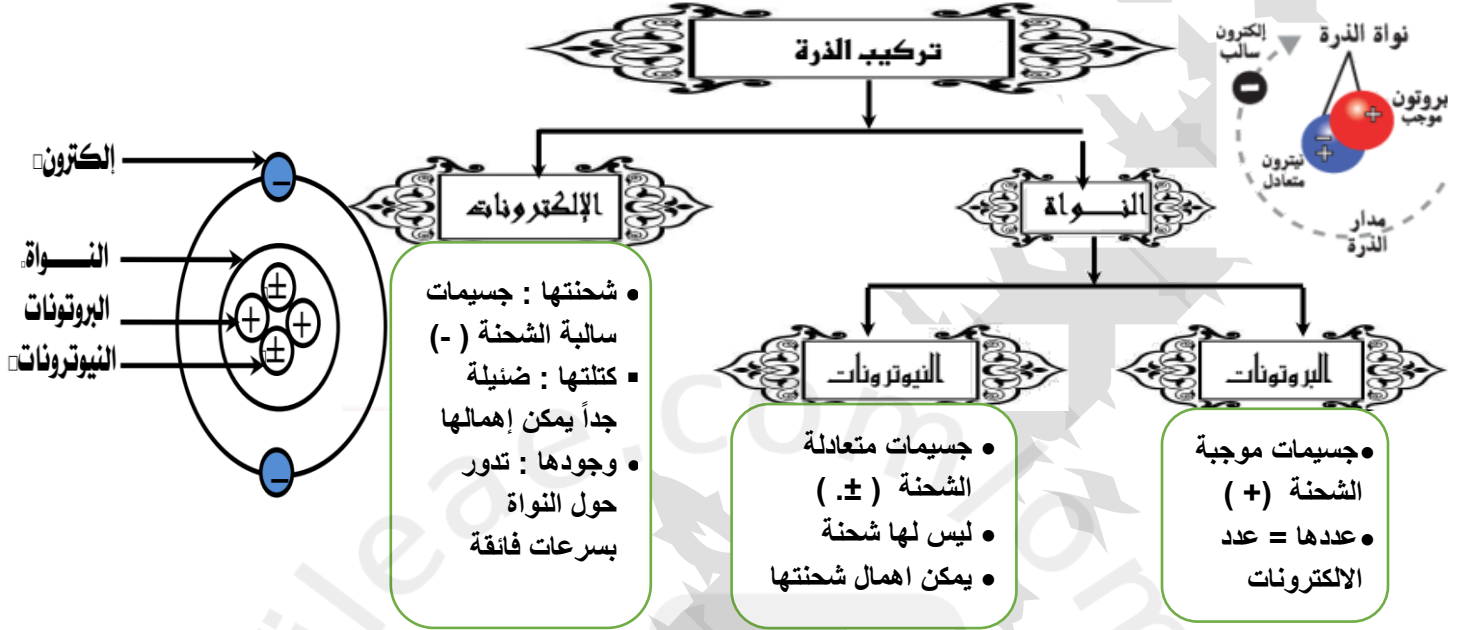 تركيب الذرة
نواة الذرة
إلكترون
سالب
بروتون
موجب
نيترون
متعادل
مدار
الذرة
+
−
+
−
النـــواة
الإلكترونات
البروتونات
النيوترونات
•جسيمات موجبة
الشحنة (+ )
•عددها = عدد
الالكترونات
• جسيمات متعادلة
الشحنة ( ±. )
• ليس لها شحنة
• يمكن اهمال شحنتها
• شحنتها : جسيمات
سالبة الشحنة ( -)
▪ كتلتها : ضئيلة
جداً يمكن إهمالها
• وجودها : تدور
حول النواة
بسرعات فائقة
إلكترون
النـــــواة
البروتونات
النيوترونات
−
±
+
+
±
−